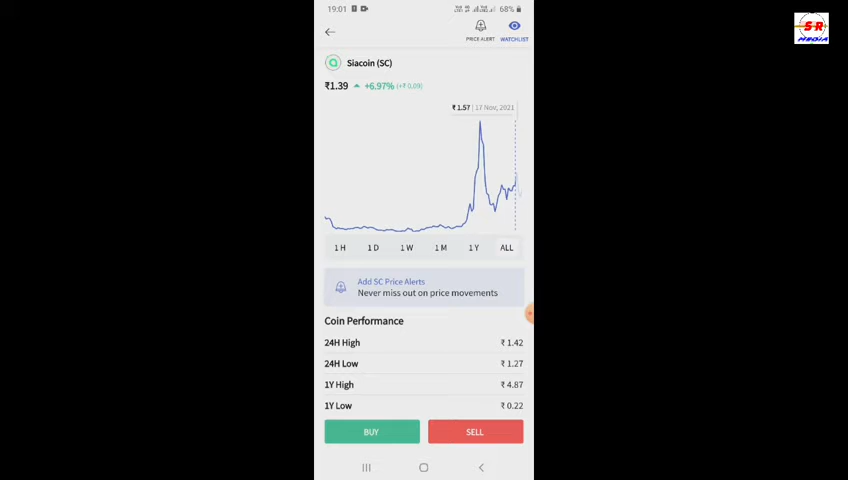 19:01 68%
PRICE ALERT WATCHLIST
Siacoin (SC)
₹1.39 +6.97% (+₹ 0.09)
₹ 1.57 | 17 Nov, 2021
1 H 1 D 1 W 1 M 1 Y ALL
Add SC Price Alerts
Never miss out on price movements
Coin Performance
24H High ₹ 1.42
24H Low ₹ 1.27
1Y High ₹ 4.87
1Y Low ₹ 0.22
BUY SELL
SR
MEDIA